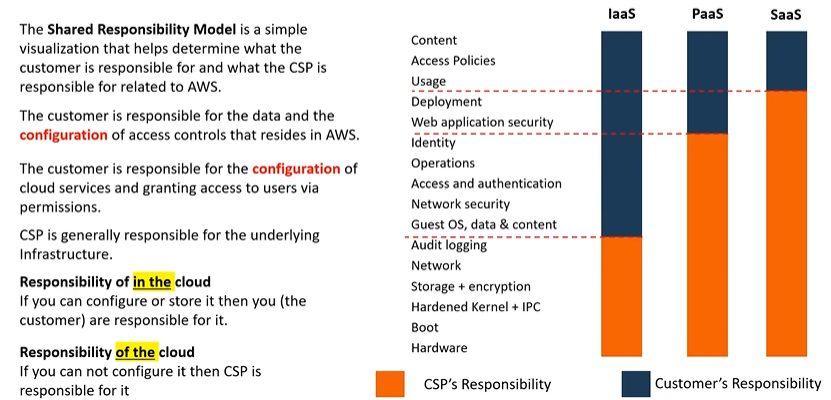 The Shared Responsibility Model is a simple
visualization that helps determine what the
customer is responsible for and what the CSP is
responsible for related to AWS.
The customer is responsible for the data and the
configuration of access controls that resides in AWS.
The customer is responsible for the configuration of
cloud services and granting access to users via
permissions.
CSP is generally responsible for the underlying
Infrastructure.
Responsibility of in the cloud
If you can configure or store it then you (the
customer) are responsible for it.
Responsibility of the cloud
If you can not configure it then CSP is
responsible for it
IaaS PaaS SaaS
Content
Access Policies
Usage
Deployment
Web application security
Identity
Operations
Access and authentication
Network security
Guest OS, data & content
Audit logging
Network
Storage + encryption
Hardened Kernel + IPC
Boot
Hardware
CSP's Responsibility
Customer's Responsibility